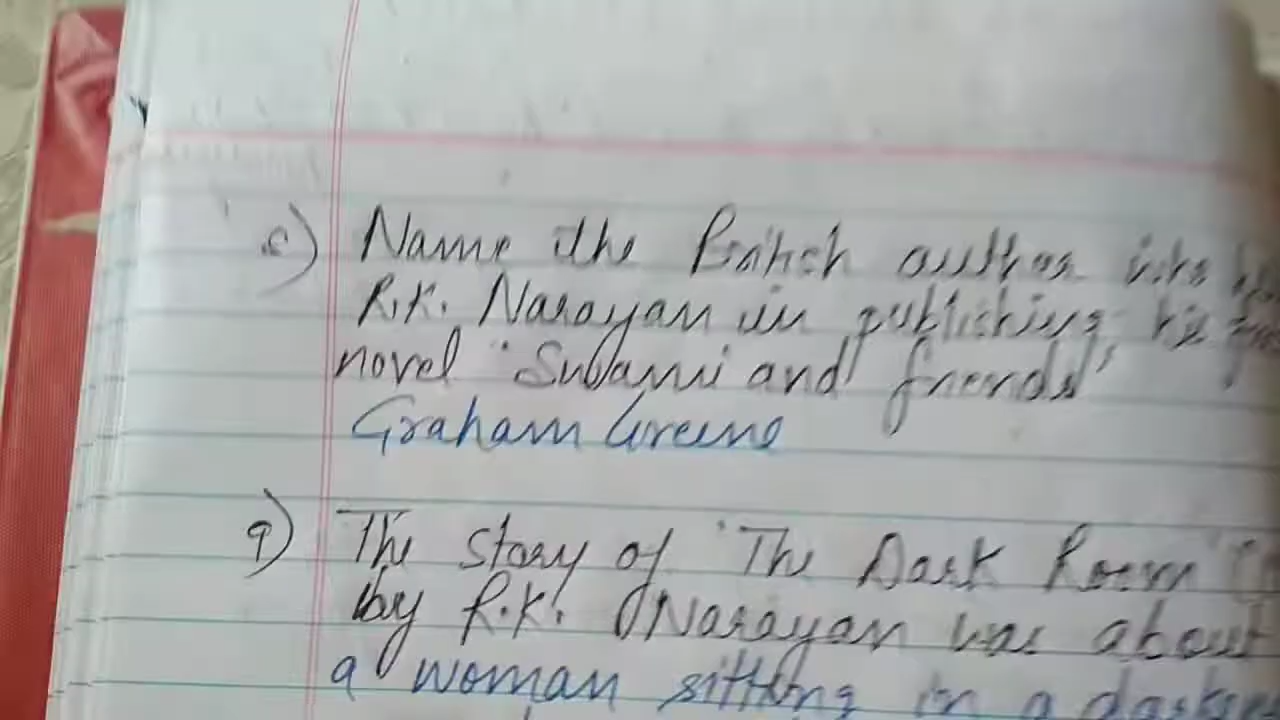 c) Name the British author who
R.K. Narayan in publishing his
novel "Swami and friends"
Graham Greene
9) The story of 'The Dark Room'
by R.K. Narayan was about
a woman sitting in a